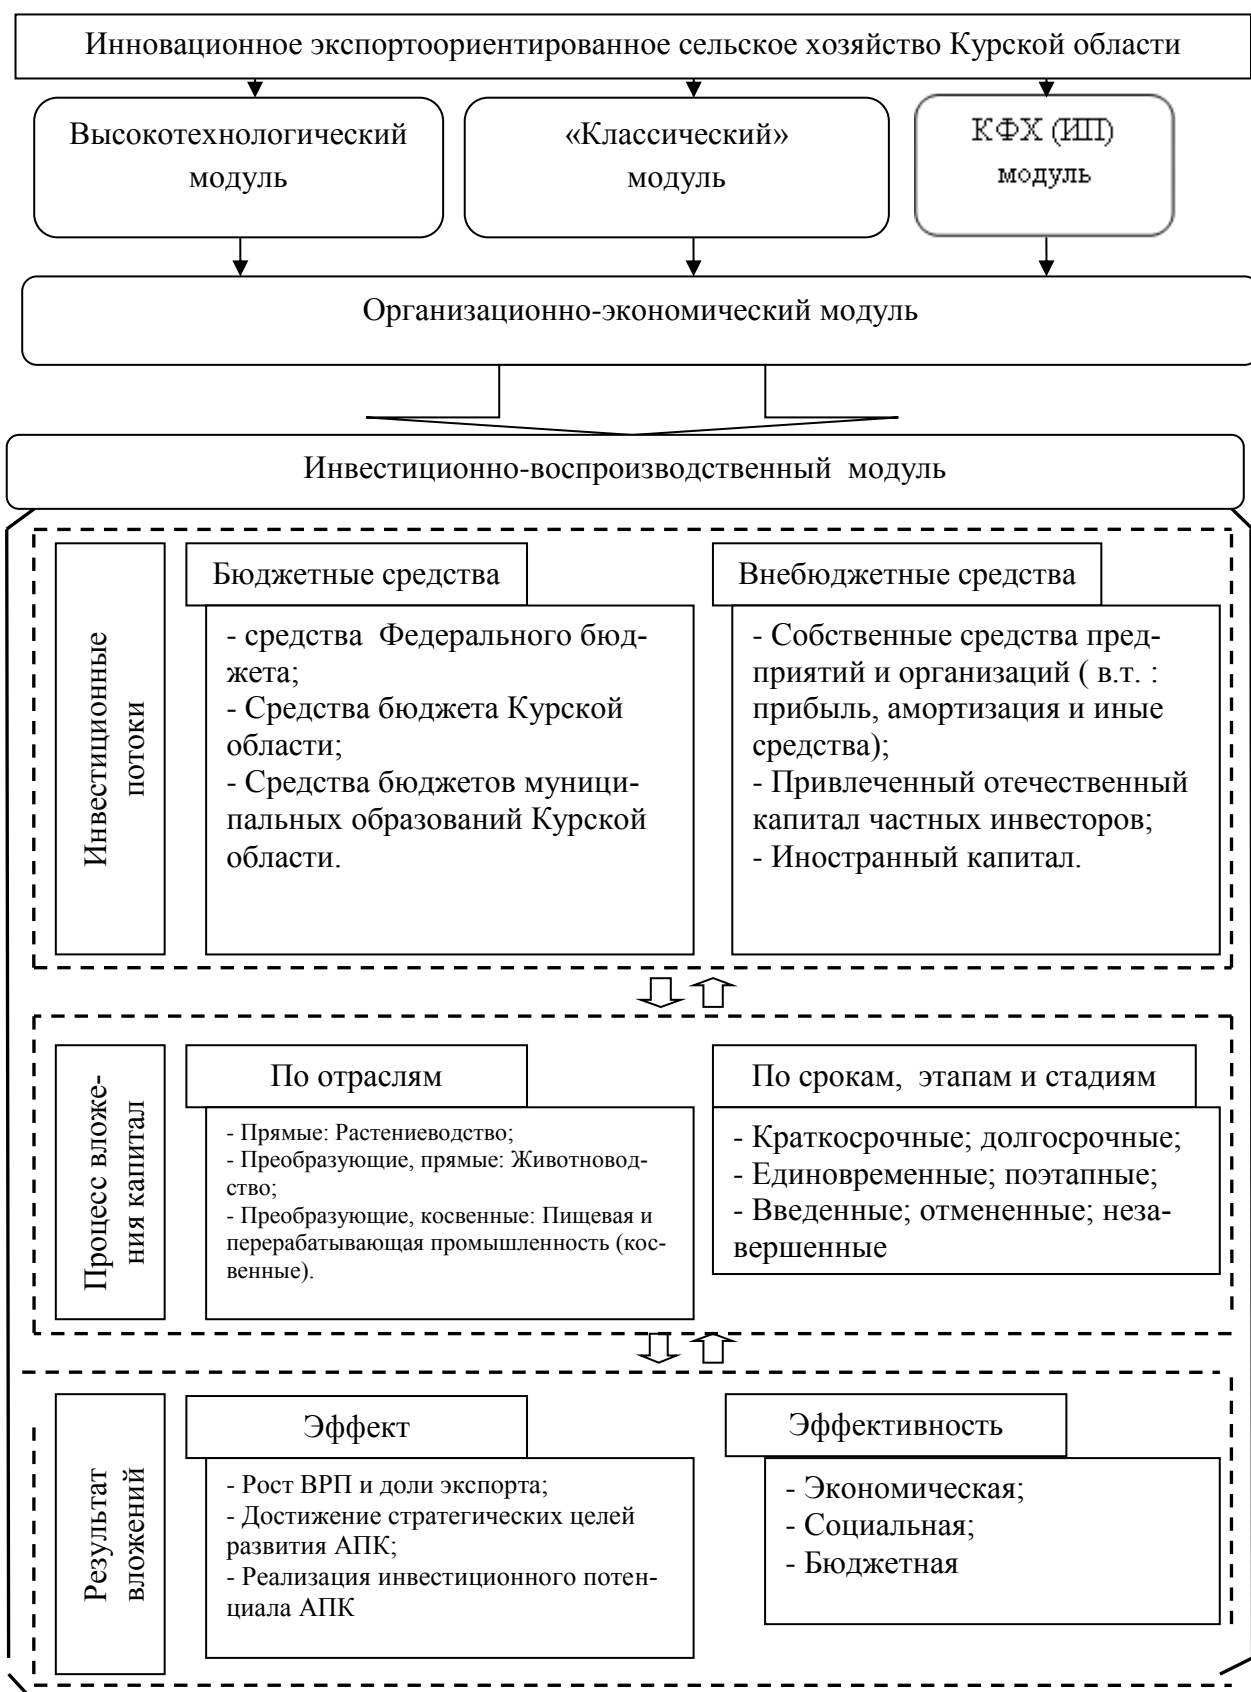 Инновационное экспортоориентированное сельское хозяйство Курской области
Высокотехнологический
модуль
«Классический»
модуль
КФХ (ИП)
модуль
Организационно-экономический модуль
Инвестиционно-воспроизводственный  модуль
Инвестиционные
потоки
Бюджетные средства
- средства  Федерального бюд-
жета;
- Средства бюджета Курской
области;
- Средства бюджетов муници-
пальных образований Курской
области.
Внебюджетные средства
- Собственные средства пред-
приятий и организаций ( в.т. :
прибыль, амортизация и иные
средства);
- Привлеченный отечественный
капитал частных инвесторов;
- Иностранный капитал.
Процесс вложе-
ния капитал
По отраслям
- Прямые: Растениеводство;
- Преобразующие, прямые: Животновод-
ство;
- Преобразующие, косвенные: Пищевая и
перерабатывающая промышленность (кос-
венные).
По срокам,  этапам и стадиям
- Краткосрочные; долгосрочные;
- Единовременные; поэтапные;
- Введенные; отмененные; неза-
вершенные
Результат
вложений
Эффект
- Рост ВРП и доли экспорта;
- Достижение стратегических целей
развития АПК;
- Реализация инвестиционного потен-
циала АПК
Эффективность
- Экономическая;
- Социальная;
- Бюджетная